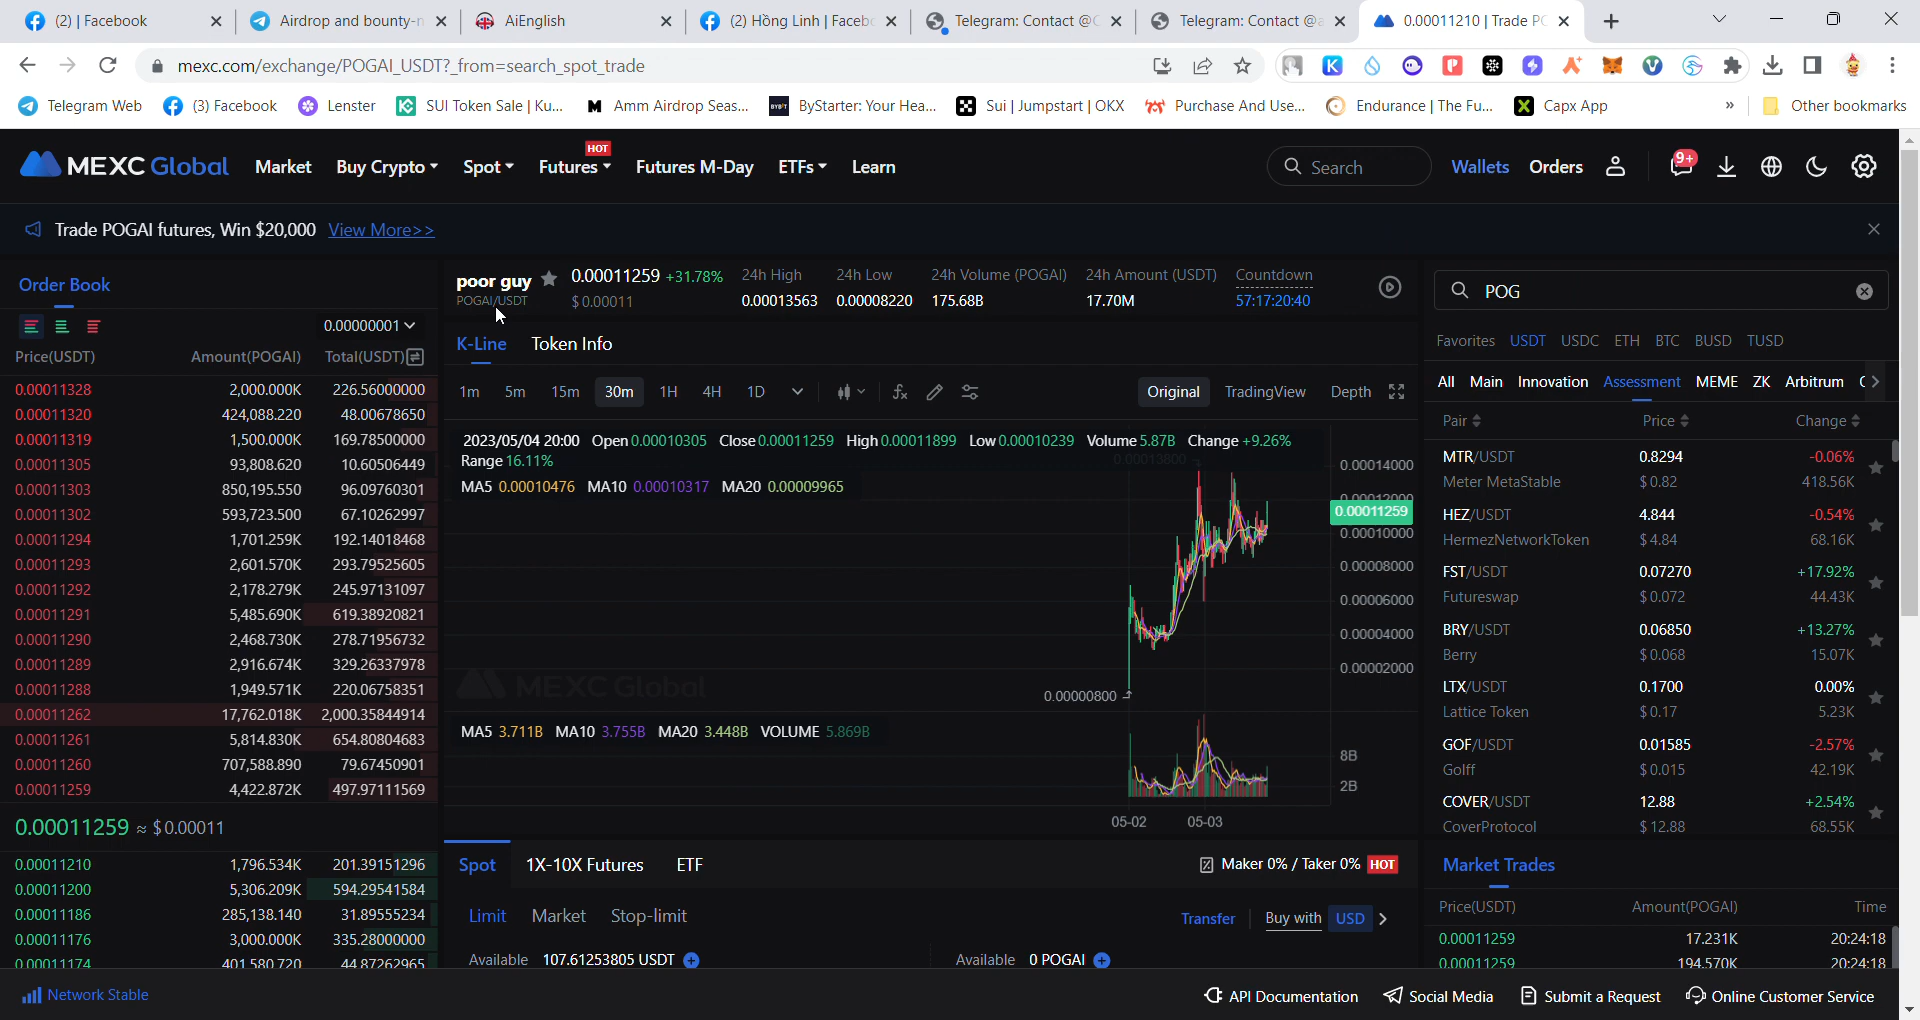 (2) | Facebook
Airdrop and bounty-n
AiEnglish
(2) Hồng Linh | Facebo
Telegram: Contact @C
Telegram: Contact @a
0.00011210 | Trade PO
mexc.com/exchange/POGAI_USDT?_from=search_spot_trade
Telegram Web
(3) Facebook
Lenster
SUI Token Sale | Ku...
Amm Airdrop Seas...
ByStarter: Your Hea...
Sui | Jumpstart | OKX
Purchase And Use...
Endurance | The Fu...
Capx App
»
Other bookmarks
MEXC Global
Market
Buy Crypto
Spot
Futures
HOT
Futures M-Day
ETFs
Learn
Search
Wallets
Orders
9+
Trade POGAI futures, Win $20,000 View More>>
Order Book
0.00000001
Price(USDT) Amount(POGAI) Total(USDT)
0.00011328 2,000.000K 226.56000000
0.00011320 424,088.220 48.00678650
0.00011319 1,500.000K 169.78500000
0.00011305 93,808.620 10.60506449
0.00011303 850,195.550 96.09760301
0.00011302 593,723.500 67.10262997
0.00011294 1,701.259K 192.14018468
0.00011293 2,601.570K 293.79525605
0.00011292 2,178.279K 245.97131097
0.00011291 5,485.690K 619.38920821
0.00011290 2,468.730K 278.71956732
0.00011289 2,916.674K 329.26337978
0.00011288 1,949.571K 220.06758351
0.00011262 17,762.018K 2,000.35844914
0.00011261 5,814.830K 654.80804683
0.00011260 707,588.890 79.67450901
0.00011259 4,422.872K 497.97111569
0.00011259 ≈ $0.00011
0.00011210 1,796.534K 201.39151296
0.00011200 5,306.209K 594.29541584
0.00011186 285,138.140 31.89555234
0.00011176 3,000.000K 335.28000000
0.00011174 401,580.720 44.87262965
poor guy
POGAI/USDT
0.00011259 +31.78%
$0.00011
24h High
0.00013563
24h Low
0.00008220
24h Volume (POGAI)
175.68B
24h Amount (USDT)
17.70M
Countdown
57:17:20:40
K-Line Token Info
1m 5m 15m 30m 1H 4H 1D
Original TradingView Depth
2023/05/04 20:00 Open 0.00010305 Close 0.00011259 High 0.00011899 Low 0.00010239 Volume 5.87B Change +9.26%
Range 16.11%
MA5 0.00010476 MA10 0.00010317 MA20 0.00009965
0.00013800
0.00014000
0.00012000
0.00011259
0.00010000
0.00008000
0.00006000
0.00004000
0.00002000
0.00000800
MEXC Global
MA5 3.711B MA10 3.755B MA20 3.448B VOLUME 5.869B
8B
2B
05-02 05-03
Spot 1X-10X Futures ETF
Maker 0% / Taker 0% HOT
Limit Market Stop-limit
Transfer Buy with USD
Available 107.61253805 USDT
Available 0 POGAI
POG
Favorites USDT USDC ETH BTC BUSD TUSD
All Main Innovation Assessment MEME ZK Arbitrum
Pair Price Change
MTR/USDT 0.8294 -0.06%
Meter MetaStable $0.82 418.56K
HEZ/USDT 4.844 -0.54%
HermezNetworkToken $4.84 68.16K
FST/USDT 0.07270 +17.92%
Futureswap $0.072 44.43K
BRY/USDT 0.06850 +13.27%
Berry $0.068 15.07K
LTX/USDT 0.1700 0.00%
Lattice Token $0.17 5.23K
GOF/USDT 0.01585 -2.57%
Golff $0.015 42.19K
COVER/USDT 12.88 +2.54%
CoverProtocol $12.88 68.55K
Market Trades
Price(USDT) Amount(POGAI) Time
0.00011259 17.231K 20:24:18
0.00011259 194.570K 20:24:18
Network Stable
API Documentation
Social Media
Submit a Request
Online Customer Service